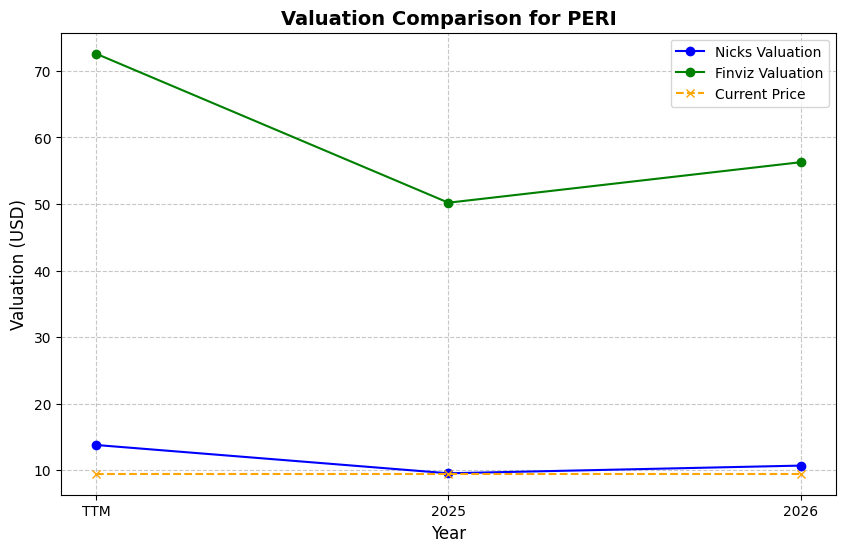 Valuation Comparison for PERI
Nicks Valuation
Finviz Valuation
Current Price
Valuation (USD)
70
60
50
40
30
20
10
TTM
2025
2026
Year